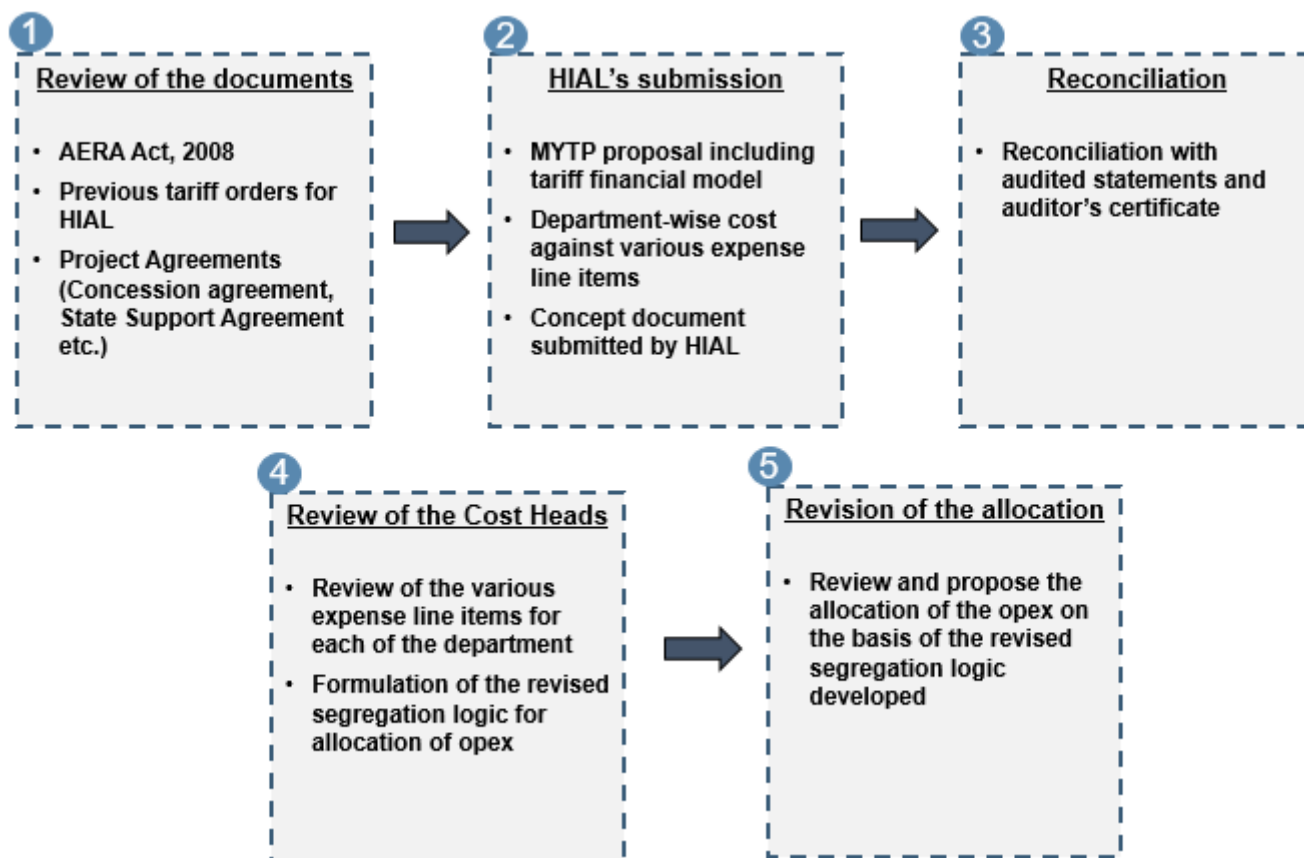 1
Review of the documents
• AERA Act, 2008
• Previous tariff orders for
HIAL
• Project Agreements
(Concession agreement,
State Support Agreement
etc.)
2
HIAL's submission
• MYTP proposal including
tariff financial model
• Department-wise cost
against various expense
line items
• Concept document
submitted by HIAL
3
Reconciliation
• Reconciliation with
audited statements and
auditor's certificate
4
Review of the Cost Heads
• Review of the various
expense line items for
each of the department
• Formulation of the revised
segregation logic for
allocation of opex
5
Revision of the allocation
• Review and propose the
allocation of the opex on
the basis of the revised
segregation logic
developed